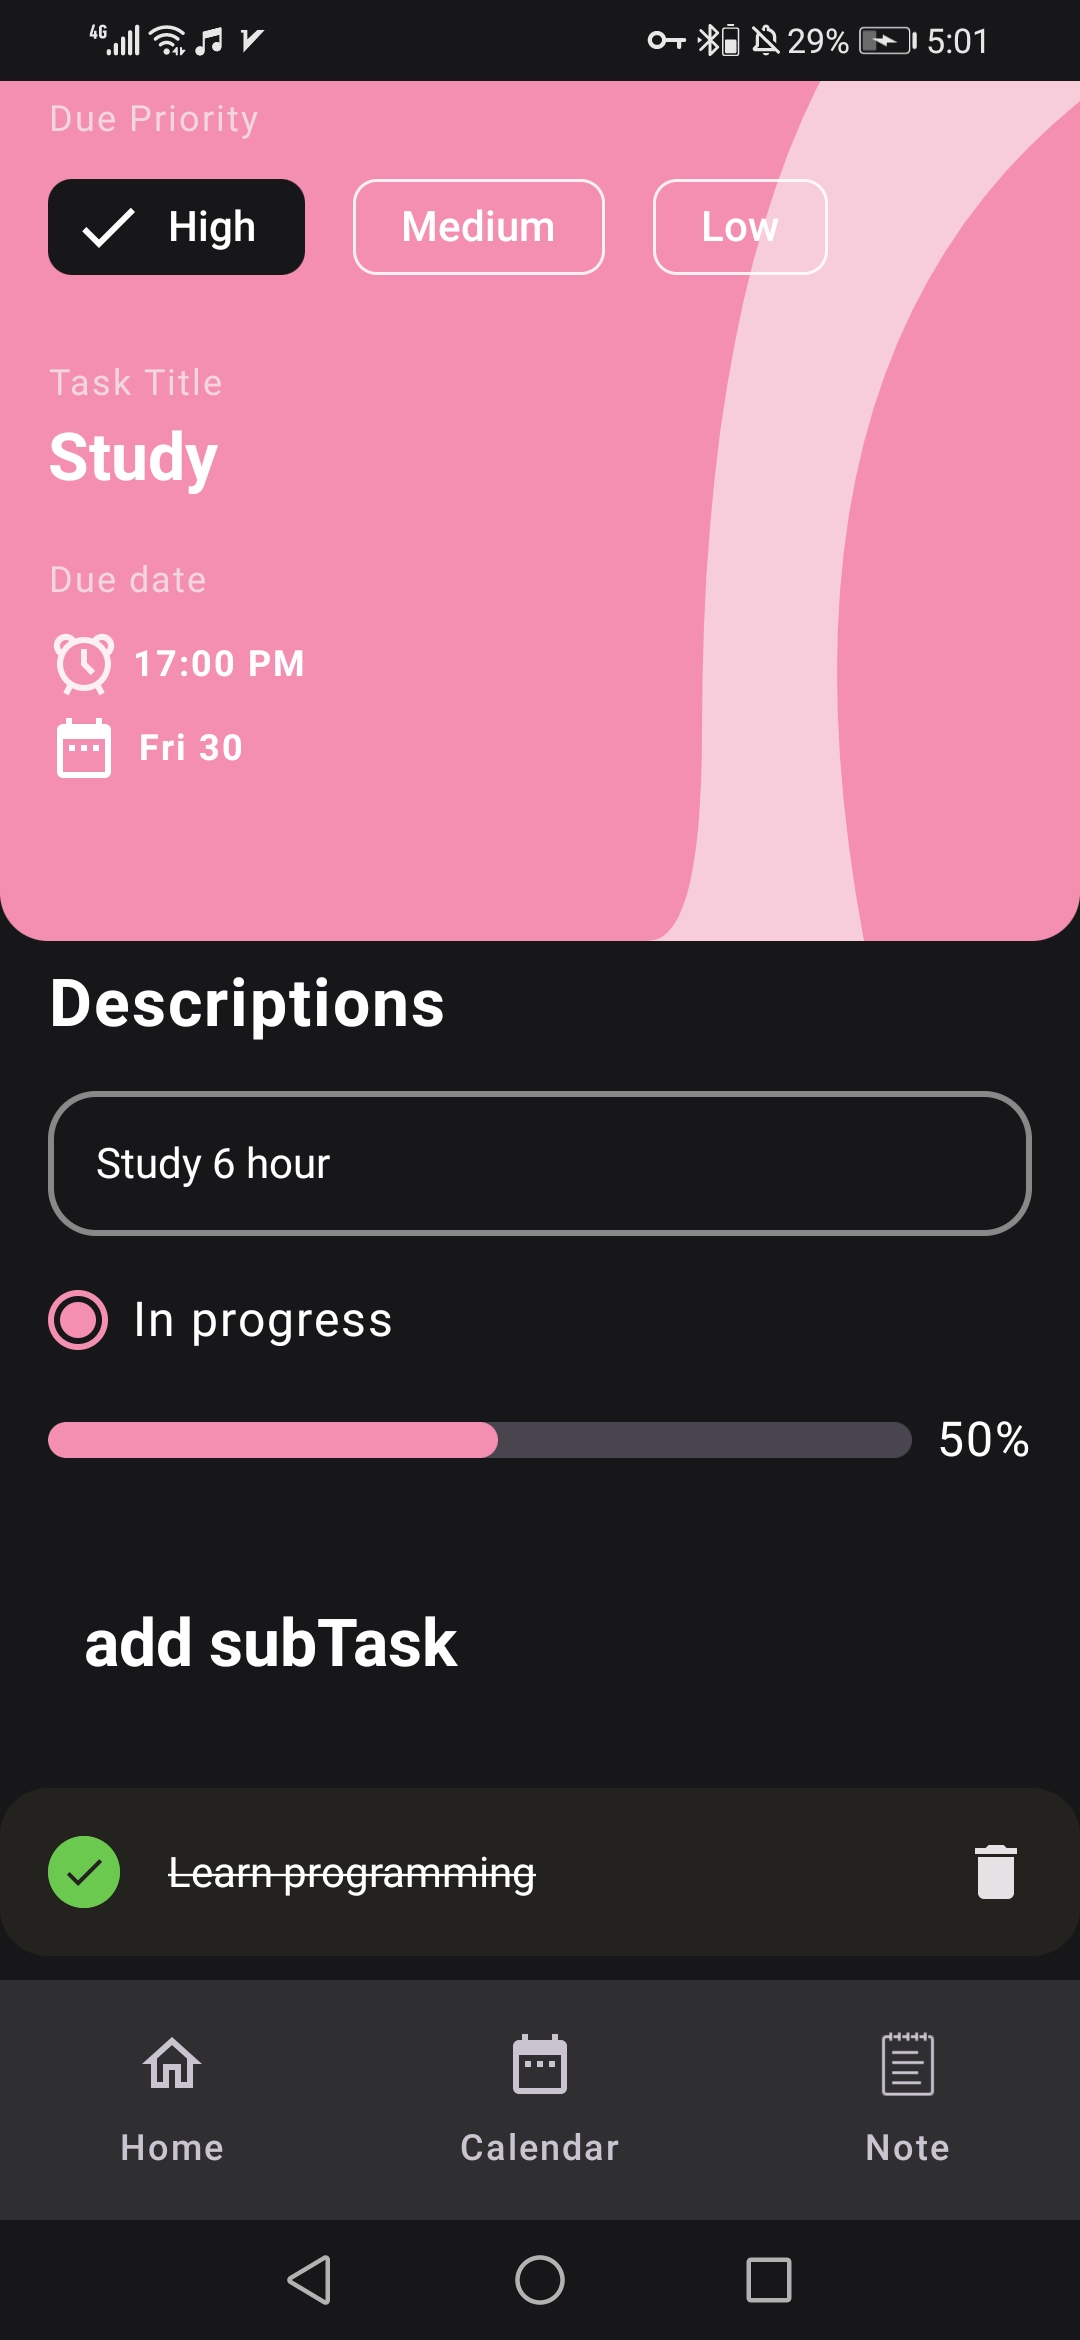 4G 29% 5:01
Due Priority
High Medium Low
Task Title
Study
Due date
17:00 PM
Fri 30
Descriptions
Study 6 hour
In progress
50%
add subTask
Learn programming
Home Calendar Note